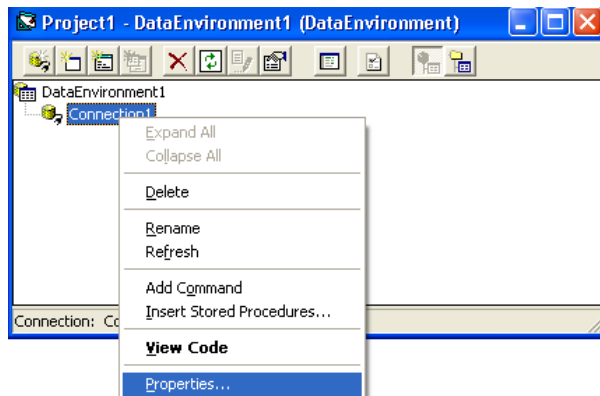 Project1 - DataEnvironment1 (DataEnvironment)
DataEnvironment1
Connection1
Expand All
Collapse All
Delete
Rename
Refresh
Add Command
Insert Stored Procedures...
Connection: Co
View Code
Properties...